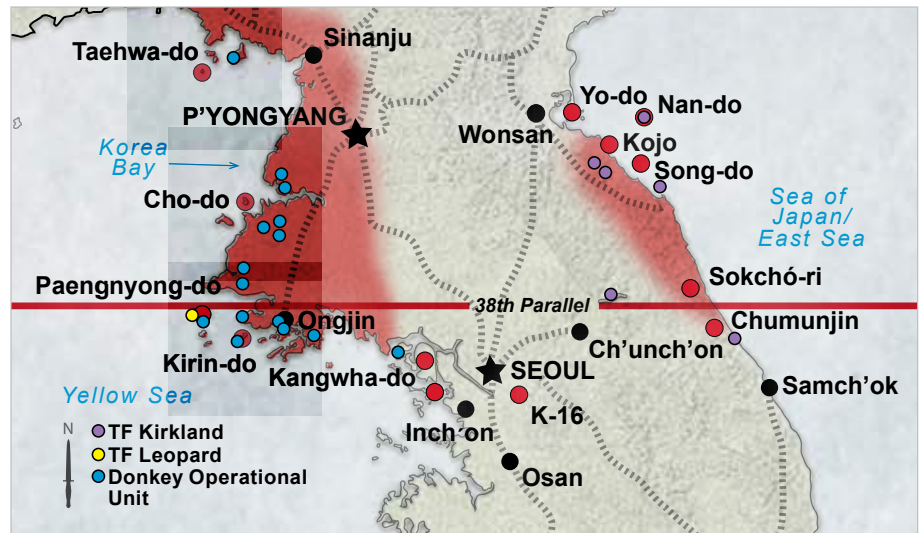 Taehwa-do
Sinanju
P'YONGYANG
Yo-do
Nan-do
Wonsan
Kojo
Korea
Bay
Song-do
Cho-do
Sea of
Japan/
East Sea
Paengnyong-do
Sokchó-ri
38th Parallel
Ongjin
Chumunjin
Kirin-do
Ch'unch'on
Kangwha-do
SEOUL
Samch'ok
Yellow Sea
K-16
Inch'on
N
TF Kirkland
TF Leopard
Donkey Operational
Unit
Osan